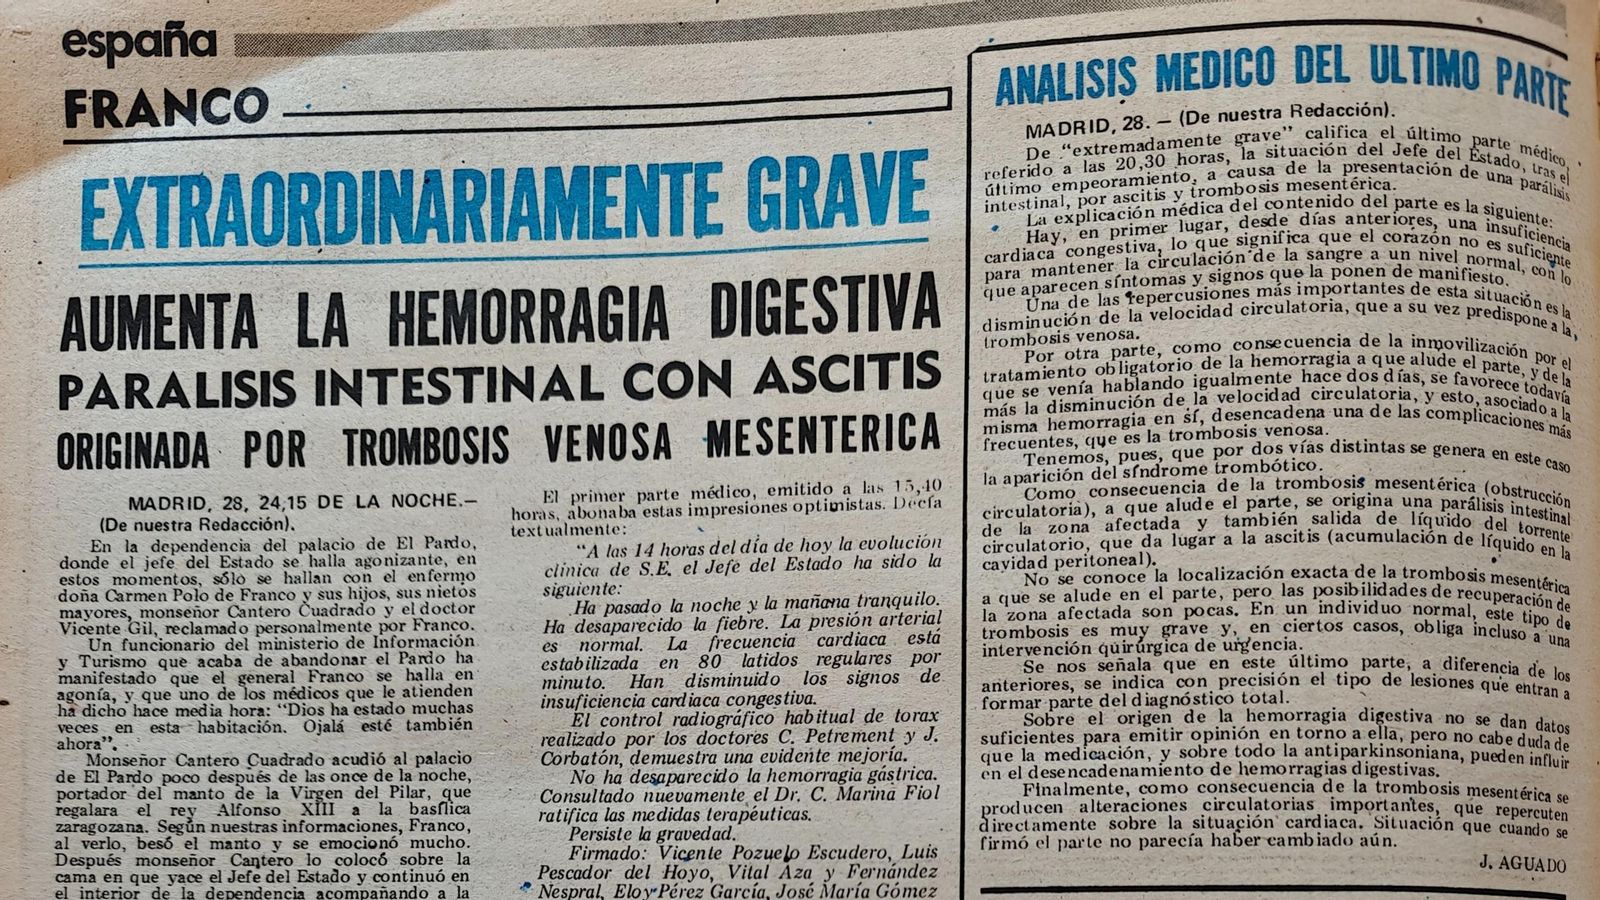 españa
FRANCO
EXTRAORDINARIAMENTE GRAVE
AUMENTA LA HEMORRAGIA DIGESTIVA
PARALISIS INTESTINAL CON ASCITIS
ORIGINADA POR TROMBOSIS VENOSA MESENTERICA
MADRID, 28, 24,15 DE LA NOCHE.—
(De nuestra Redacción).
En la dependencia del palacio de El Pardo,
donde el jefe del Estado se halla agonizante, en
estos momentos, sólo se hallan con el enfermo
doña Carmen Polo de Franco y sus hijos, sus nietos
mayores, monseñor Cantero Cuadrado y el doctor
Vicente Gil, reclamado personalmente por Franco.
Un funcionario del ministerio de Información
y Turismo que acaba de abandonar el Pardo ha
manifestado que el general Franco se halla en
agonía, y que uno de los médicos que le atienden
ha dicho hace media hora: "Dios ha estado muchas
veces en esta habitación. Ojalá esté también
ahora".
Monseñor Cantero Cuadrado acudió al palacio
de El Pardo poco después de las once de la noche,
portador del manto de la Virgen del Pilar, que
regalara el rey Alfonso XIII a la basílica
zaragozana. Según nuestras informaciones, Franco,
al verlo, besó el manto y se emocionó mucho.
Después monseñor Cantero lo colocó sobre la
cama en que yace el Jefe del Estado y continuó en
el interior de la dependencia acompañando a la
El primer parte médico, emitido a las 15,40
horas, abonaba estas impresiones optimistas. Decía
textualmente:
"A las 14 horas del día de hoy la evolución
clínica de S.E. el Jefe del Estado ha sido la
siguiente:
Ha pasado la noche y la mañana tranquilo.
Ha desaparecido la fiebre. La presión arterial
es normal. La frecuencia cardiaca está
estabilizada en 80 latidos regulares por
minuto. Han disminuido los signos de
insuficiencia cardiaca congestiva.
El control radiográfico habitual de torax
realizado por los doctores C. Petrement y J.
Corbatón, demuestra una evidente mejoría.
No ha desaparecido la hemorragia gástrica.
Consultado nuevamente el Dr. C. Marina Fiol
ratifica las medidas terapéuticas.
Persiste la gravedad.
Firmado: Vicente Pozuelo Escudero, Luis
Pescador del Hoyo, Vital Aza y Fernández
Nespral, Eloy Pérez García, José María Gómez
ANALISIS MEDICO DEL ULTIMO PARTE
MADRID, 28. — (De nuestra Redacción).
De "extremadamente grave" califica el último parte médico,
referido a las 20,30 horas, la situación del Jefe del Estado, tras el
último empeoramiento, a causa de la presentación de una parálisis
intestinal, por ascitis y trombosis mesentérica.
La explicación médica del contenido del parte es la siguiente:
Hay, en primer lugar, desde días anteriores, una insuficiencia
cardiaca congestiva, lo que significa que el corazón no es suficiente
para mantener la circulación de la sangre a un nivel normal, con lo
que aparecen síntomas y signos que la ponen de manifiesto.
Una de las repercusiones más importantes de esta situación es la
disminución de la velocidad circulatoria, que a su vez predispone a la
trombosis venosa.
Por otra parte, como consecuencia de la inmovilización por el
tratamiento obligatorio de la hemorragia a que alude el parte, y de la
que se venía hablando igualmente hace dos días, se favorece todavía
más la disminución de la velocidad circulatoria, y esto, asociado a la
misma hemorragia en sí, desencadena una de las complicaciones más
frecuentes, que es la trombosis venosa.
Tenemos, pues, que por dos vías distintas se genera en este caso
la aparición del síndrome trombótico.
Como consecuencia de la trombosis mesentérica (obstrucción
circulatoria), a que alude el parte, se origina una parálisis intestinal
de la zona afectada y también salida de líquido del torrente
circulatorio, que da lugar a la ascitis (acumulación de líquido en la
cavidad peritoneal).
No se conoce la localización exacta de la trombosis mesentérica
a que se alude en el parte, pero las posibilidades de recuperación de
la zona afectada son pocas. En un individuo normal, este tipo de
trombosis es muy grave y, en ciertos casos, obliga incluso a una
intervención quirúrgica de urgencia.
Se nos señala que en este último parte, a diferencia de los
anteriores, se indica con precisión el tipo de lesiones que entran a
formar parte del diagnóstico total.
Sobre el origen de la hemorragia digestiva no se dan datos
suficientes para emitir opinión en torno a ella, pero no cabe duda de
que la medicación, y sobre todo la antiparkinsoniana, pueden influir
en el desencadenamiento de hemorragias digestivas.
FInalmente, como consecuencia de la trombosis mesentérica se
producen alteraciones circulatorias importantes, que repercuten
directamente sobre la situación cardiaca. Situación que cuando se
firmó el parte no parecía haber cambiado aún.
J. AGUADO